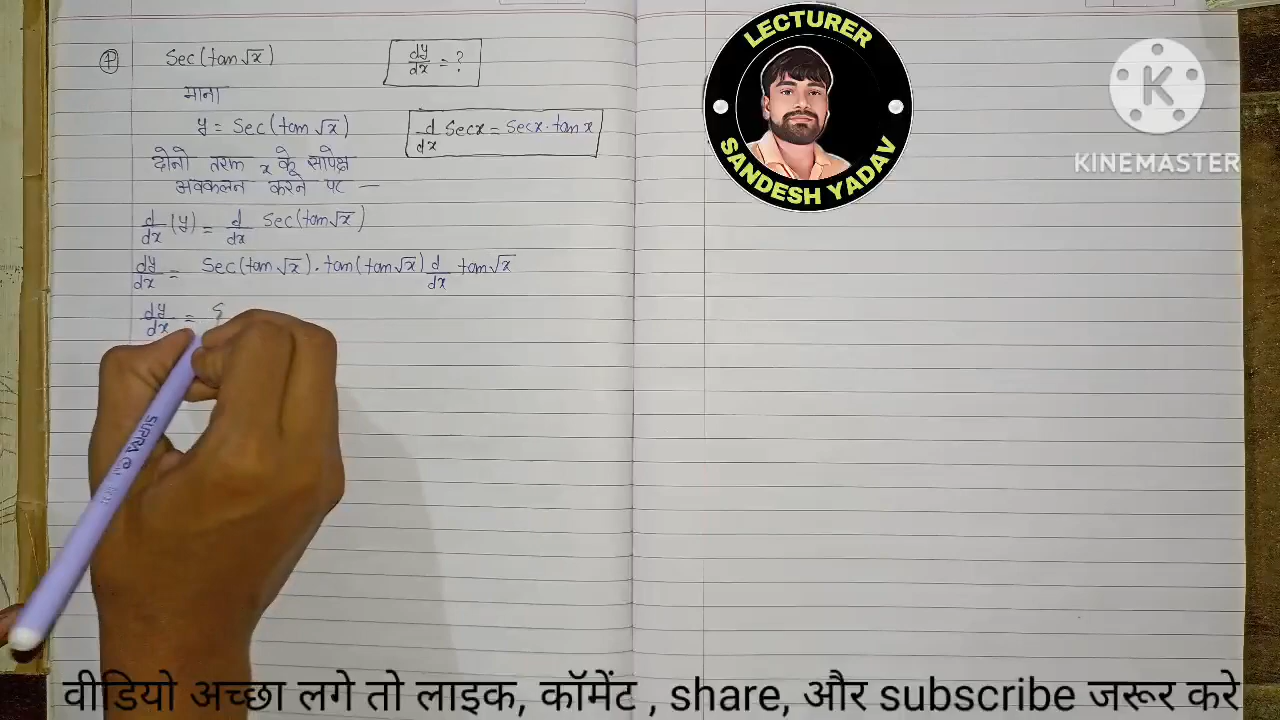 ⑦ Sec(tan√x)
dy/dx = ?
माना
y = Sec(tan√x)
d/dx Secx = Secx · tan x
दोनो तरफ x के सापेक्ष
अवकलन करने पर —
d/dx (y) = d/dx Sec(tan√x)
dy/dx = Sec(tan√x) · tan(tan√x) d/dx tan√x
dy/dx = S
LECTURER
SANDESH YADAV
K
KINEMASTER
SUPRA
वीडियो अच्छा लगे तो लाइक, कॉमेंट , share, और subscribe जरूर करे